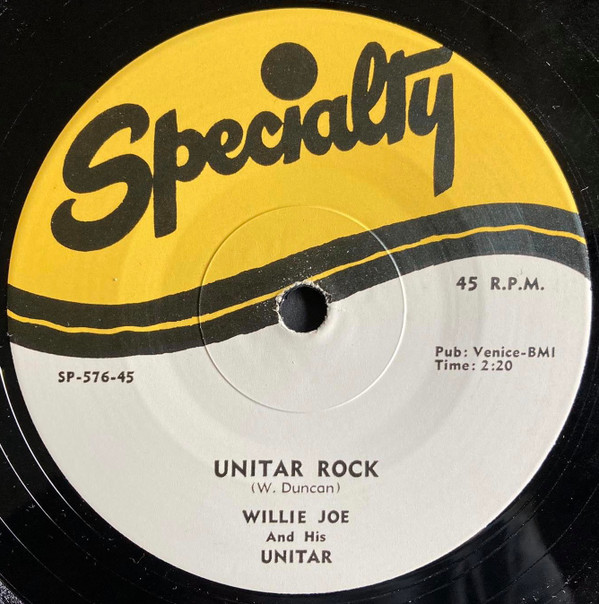 Specialty
45 R.P.M.
Pub: Venice-BMI
Time: 2:20
SP-576-45
UNITAR ROCK
(W. Duncan)
WILLIE JOE
And His
UNITAR